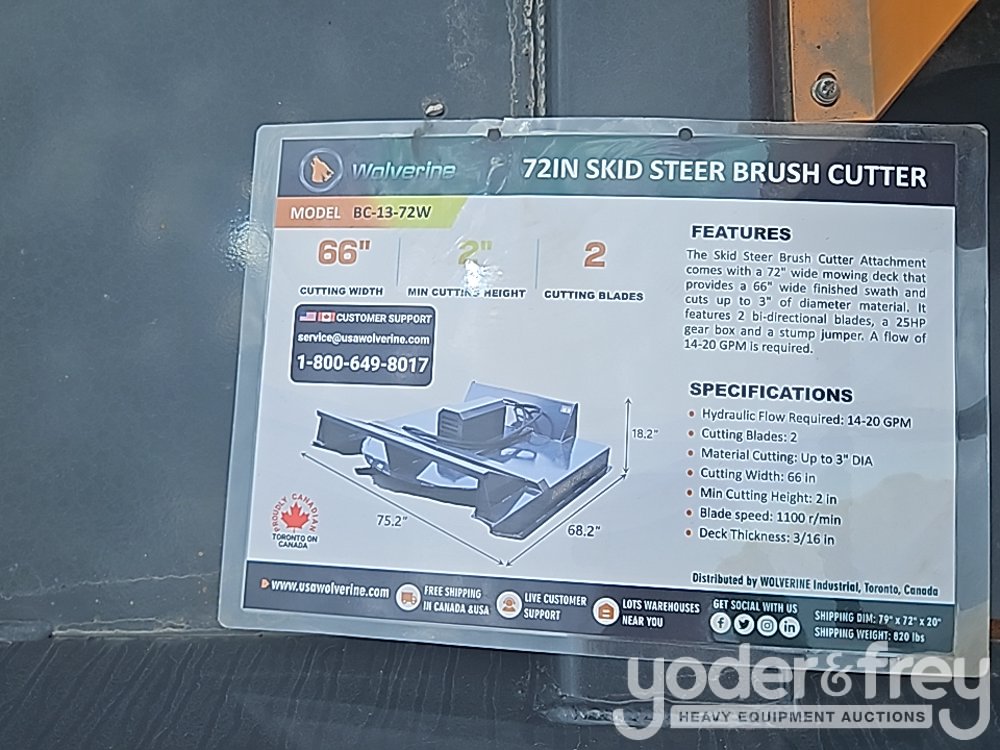 Wolverine
72IN SKID STEER BRUSH CUTTER
MODEL BC-13-72W
66"
CUTTING WIDTH
2"
MIN CUTTING HEIGHT
2
CUTTING BLADES
CUSTOMER SUPPORT
service@usawolverine.com
1-800-649-8017
FEATURES
The Skid Steer Brush Cutter Attachment
comes with a 72" wide mowing deck that
provides a 66" wide finished swath and
cuts up to 3" of diameter material. It
features 2 bi-directional blades, a 25HP
gear box and a stump jumper. A flow of
14-20 GPM is required.
SPECIFICATIONS
• Hydraulic Flow Required: 14-20 GPM
• Cutting Blades: 2
• Material Cutting: Up to 3" DIA
• Cutting Width: 66 in
• Min Cutting Height: 2 in
• Blade speed: 1100 r/min
• Deck Thickness: 3/16 in
18.2"
75.2"
68.2"
PROUDLY CANADIAN
TORONTO ON
CANADA
Distributed by WOLVERINE Industrial, Toronto, Canada
www.usawolverine.com
FREE SHIPPING
IN CANADA &USA
LIVE CUSTOMER
SUPPORT
LOTS WAREHOUSES
NEAR YOU
GET SOCIAL WITH US
SHIPPING DIM: 79" x 72" x 20"
SHIPPING WEIGHT: 820 lbs
yoder&frey
HEAVY EQUIPMENT AUCTIONS